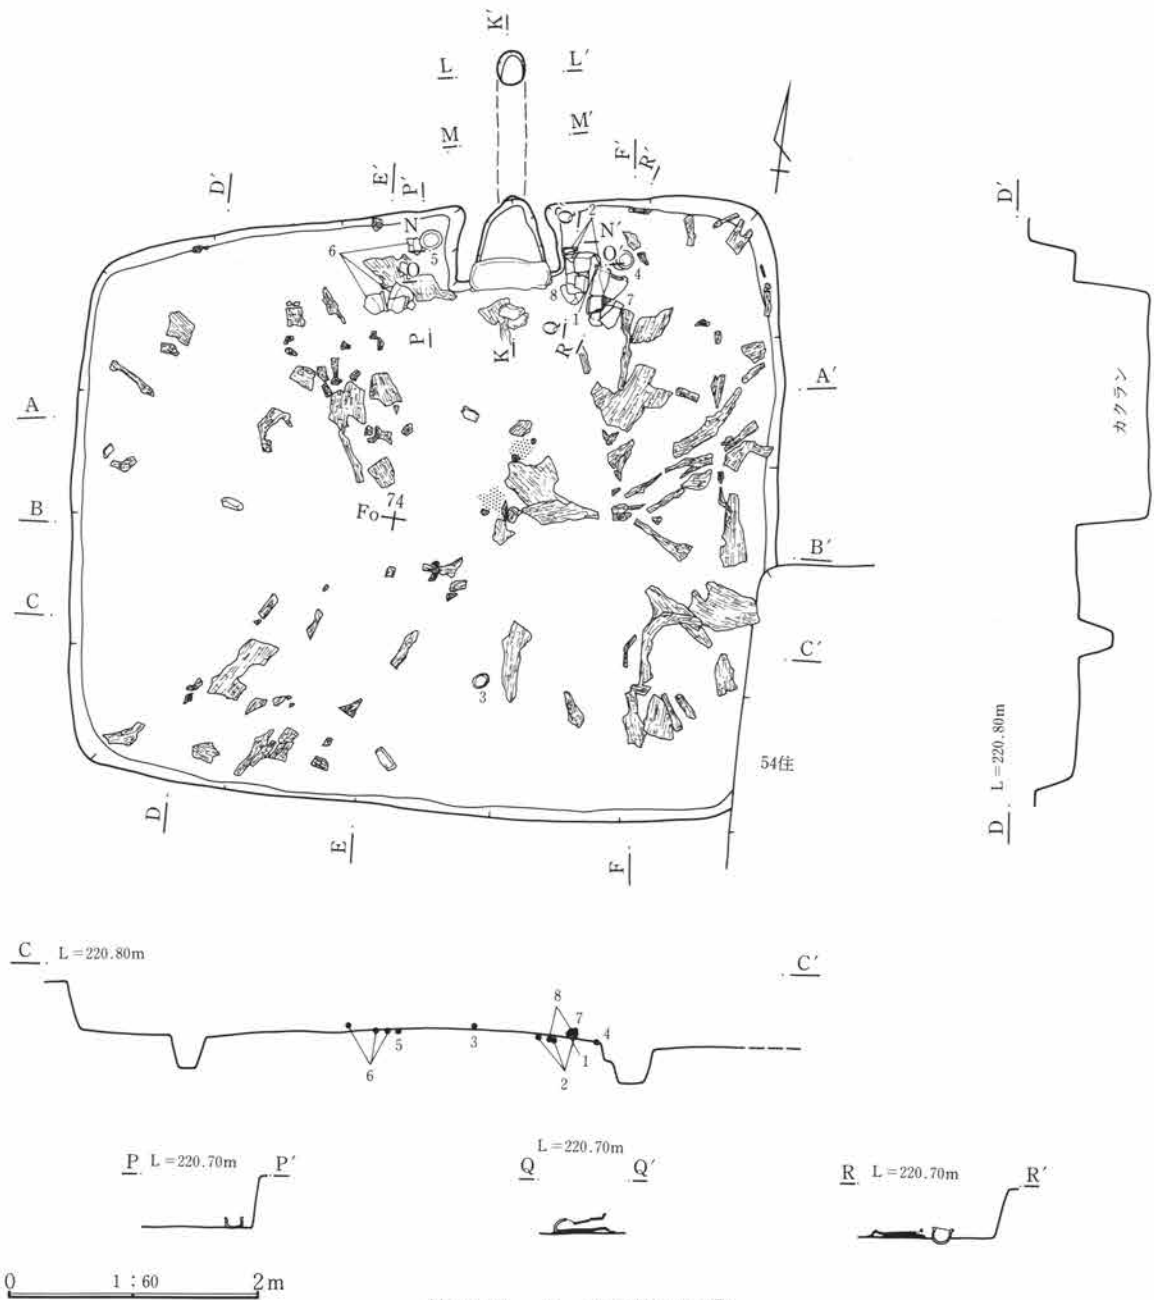 K′
L L′
M M′
D′ E′ P′ F′ R′
N Q′ 2 N′
6 5 O′ 4
8 1 7
P K Q R
A A′
74
B Fo B′
C C′
3
54住
D E F
D′
カクラン
D L=220.80m
C L=220.80m C′
8
7
6 5 3 2 1 4
P L=220.70m P′
L=220.70m
Q Q′
R L=220.70m R′
0 1:60 2m